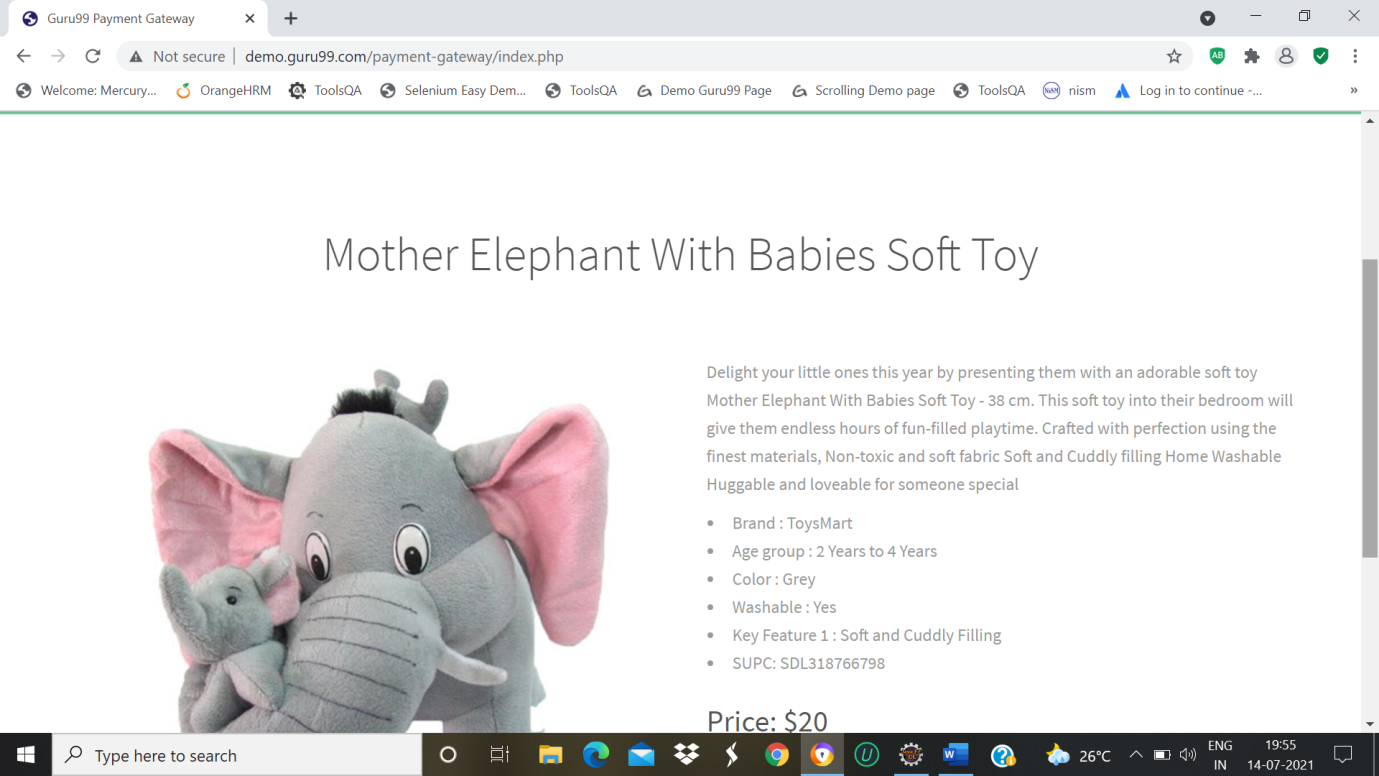 Guru99 Payment Gateway
Not secure | demo.guru99.com/payment-gateway/index.php
AB
Welcome: Mercury... OrangeHRM ToolsQA Selenium Easy Dem... ToolsQA Demo Guru99 Page Scrolling Demo page ToolsQA NISM nism Log in to continue -... »
Mother Elephant With Babies Soft Toy
Delight your little ones this year by presenting them with an adorable soft toy
Mother Elephant With Babies Soft Toy - 38 cm. This soft toy into their bedroom will
give them endless hours of fun-filled playtime. Crafted with perfection using the
finest materials, Non-toxic and soft fabric Soft and Cuddly filling Home Washable
Huggable and loveable for someone special
• Brand : ToysMart
• Age group : 2 Years to 4 Years
• Color : Grey
• Washable : Yes
• Key Feature 1 : Soft and Cuddly Filling
• SUPC: SDL318766798
Price: $20
Type here to search
U
W
26°C
ENG
IN
19:55
14-07-2021